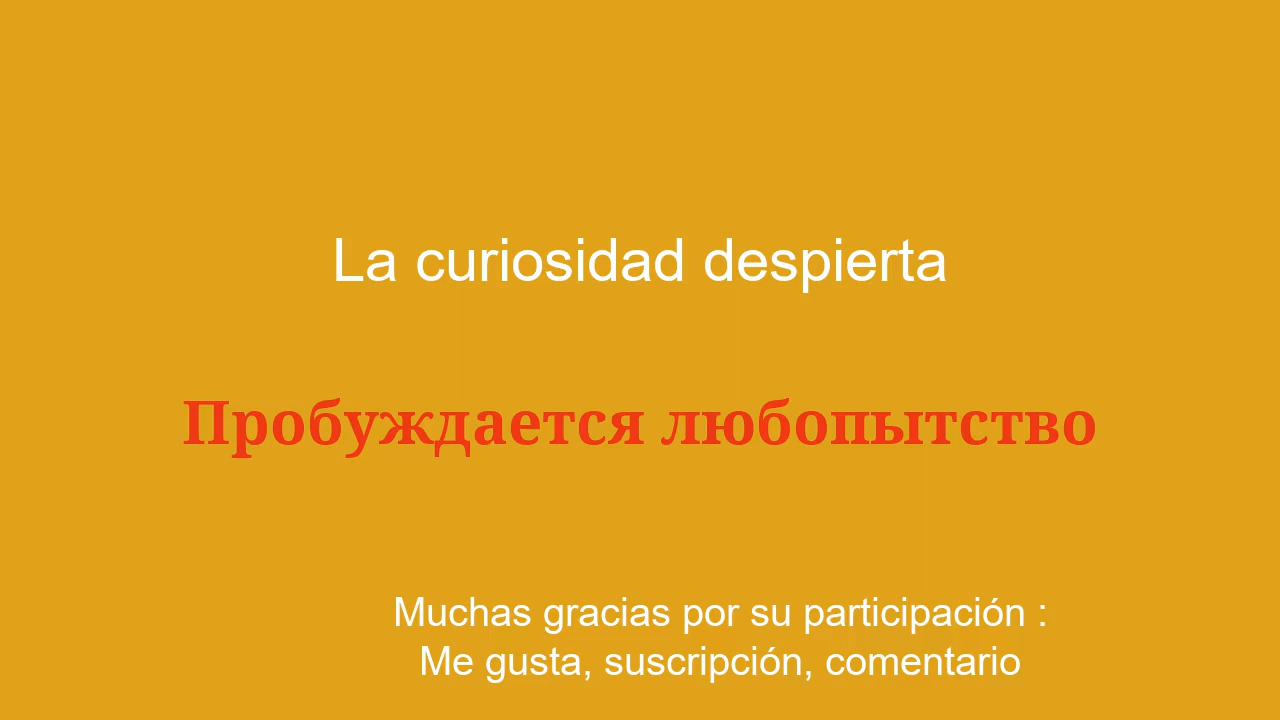 La curiosidad despierta
Пробуждается любопытство
Muchas gracias por su participación :
Me gusta, suscripción, comentario